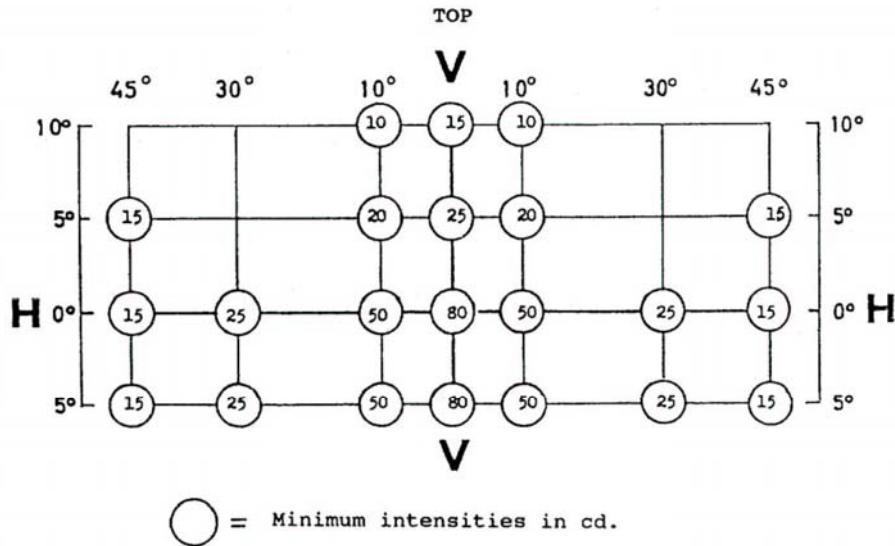 TOP
V
45° 30° 10° 10° 30° 45°
10° 10 15 10 10°
5° 15 20 25 20 15 5°
H 0° 15 25 50 80 50 25 15 0° H
5° 15 25 50 80 50 25 15 5°
V
= Minimum intensities in cd.